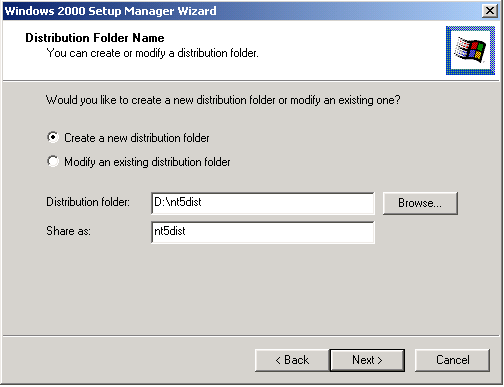 Windows 2000 Setup Manager Wizard
Distribution Folder Name
You can create or modify a distribution folder.
Would you like to create a new distribution folder or modify an existing one?
Create a new distribution folder
Modify an existing distribution folder
Distribution folder: D:\nt5dist Browse...
Share as: nt5dist
< Back Next > Cancel